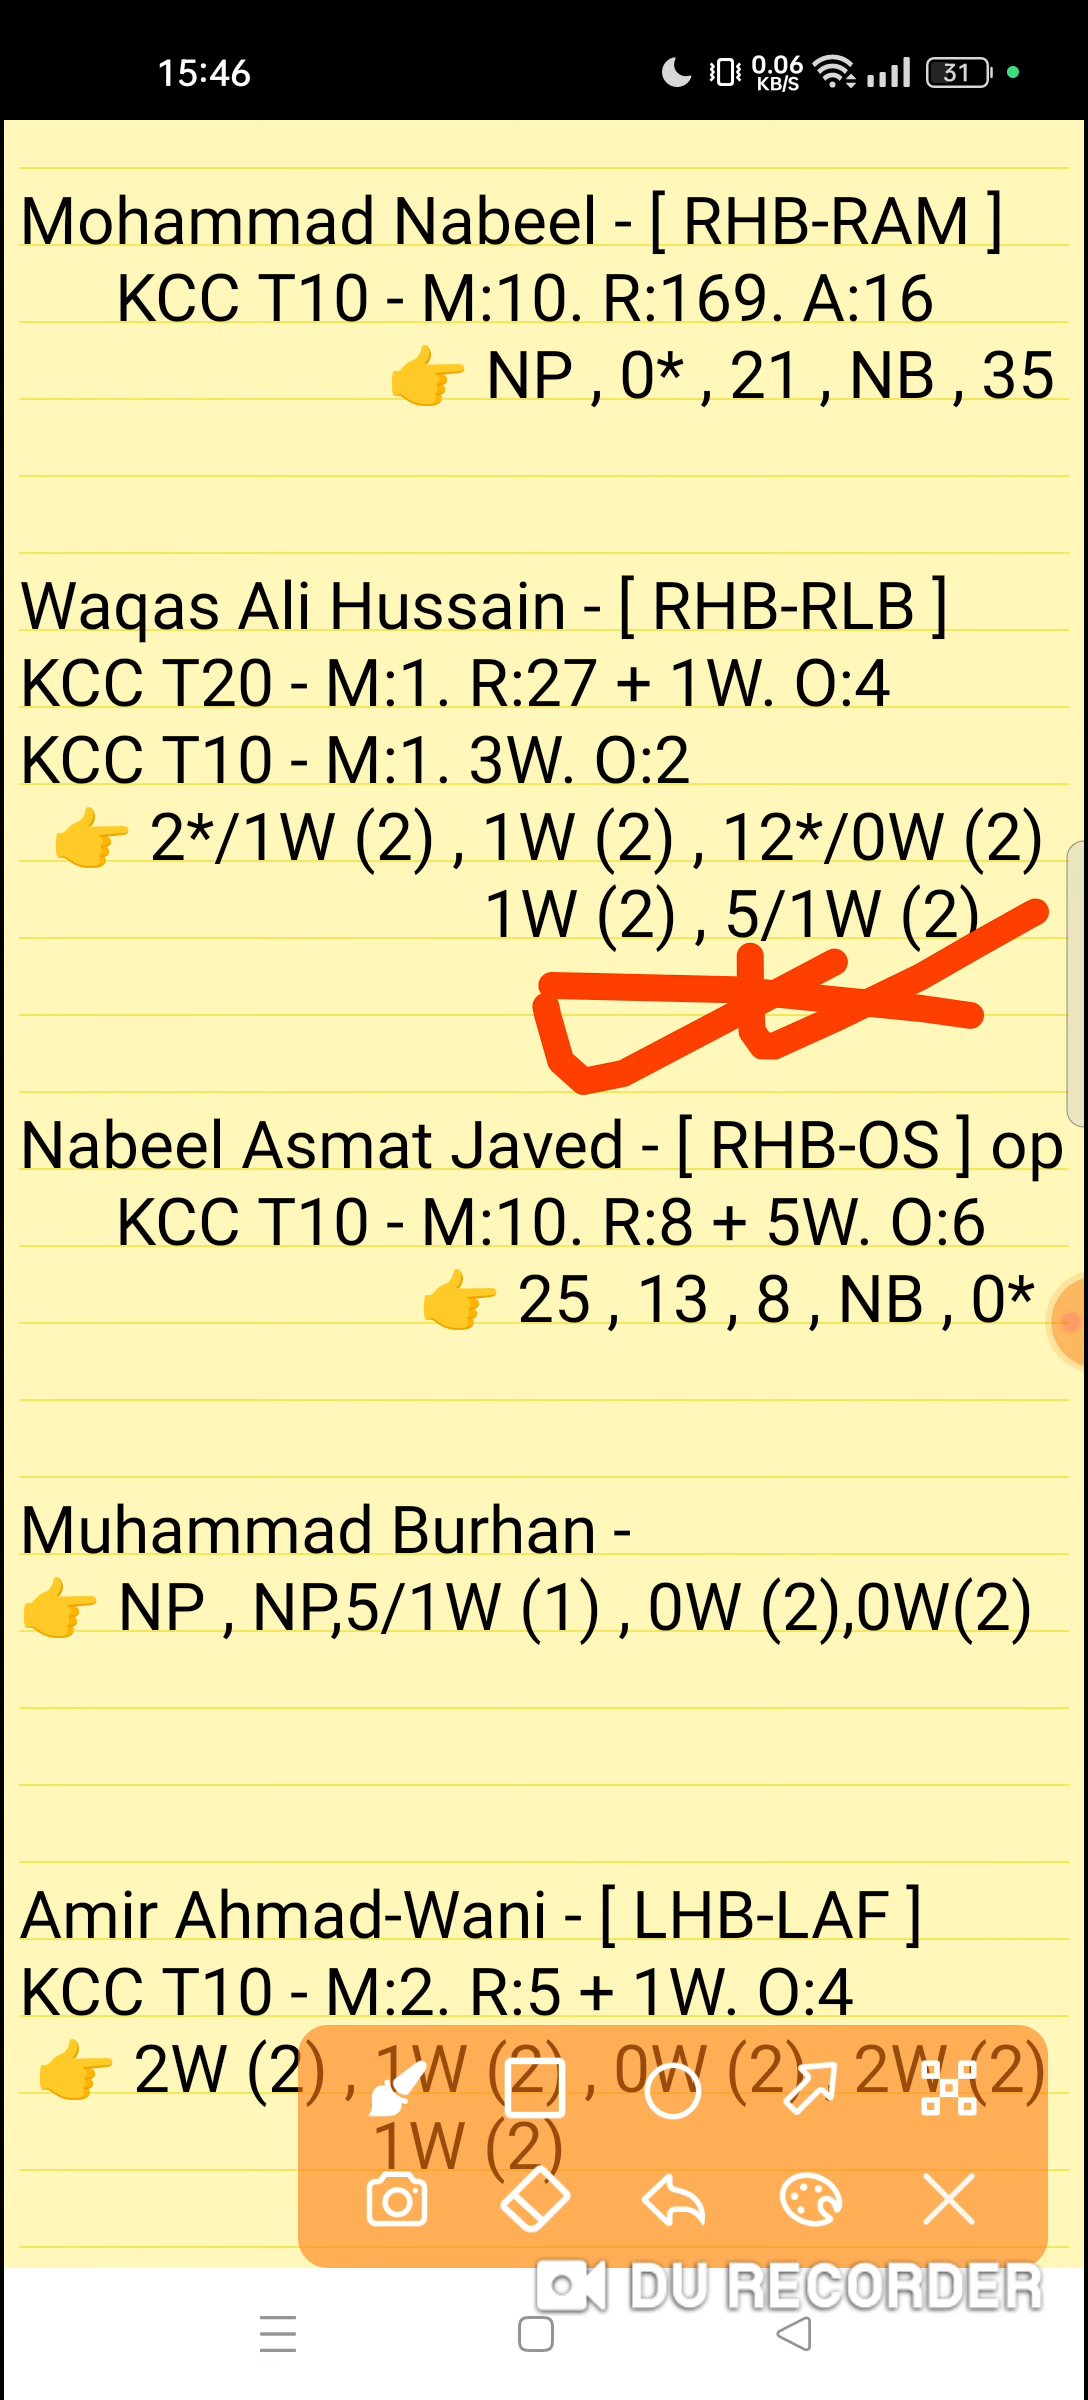 15:46
0.06
KB/S
31
Mohammad Nabeel - [ RHB-RAM ]
KCC T10 - M:10. R:169. A:16
👉 NP , 0* , 21 , NB , 35
Waqas Ali Hussain - [ RHB-RLB ]
KCC T20 - M:1. R:27 + 1W. O:4
KCC T10 - M:1. 3W. O:2
👉 2*/1W (2) , 1W (2) , 12*/0W (2)
1W (2) , 5/1W (2)
Nabeel Asmat Javed - [ RHB-OS ] op
KCC T10 - M:10. R:8 + 5W. O:6
👉 25 , 13 , 8 , NB , 0*
Muhammad Burhan -
👉 NP , NP,5/1W (1) , 0W (2),0W(2)
Amir Ahmad-Wani - [ LHB-LAF ]
KCC T10 - M:2. R:5 + 1W. O:4
👉 2W (2) , 1W (2) , 0W (2) , 2W (2)
1W (2)
DU RECORDER